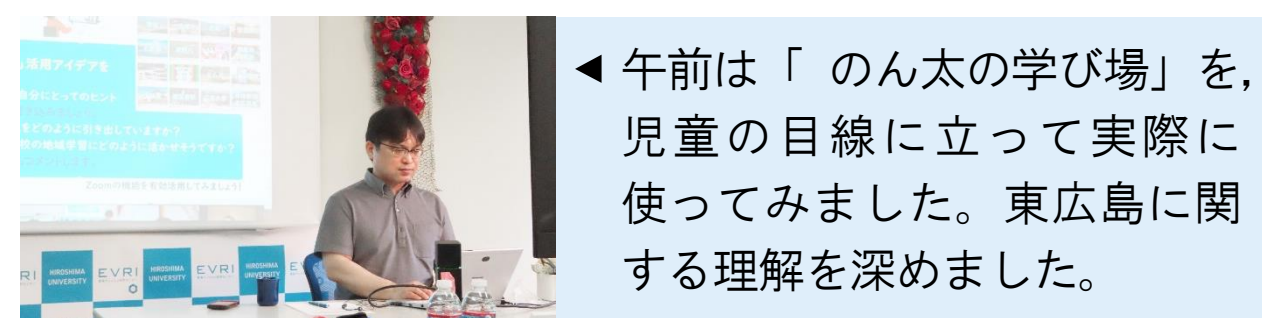 活用アイデアを
自分にとってのヒント
をどのように引き出していますか?
校の地域学習にどのように活かせそうですか?
Zoomの機能を有効活用してみましょう!
RI HIROSHIMA UNIVERSITY EVRI HIROSHIMA UNIVERSITY EVRI HIROSHIMA UNIVERSITY E
◀ 午前は「 のん太の学び場」を,
児童の目線に立って実際に
使ってみました。東広島に関
する理解を深めました。